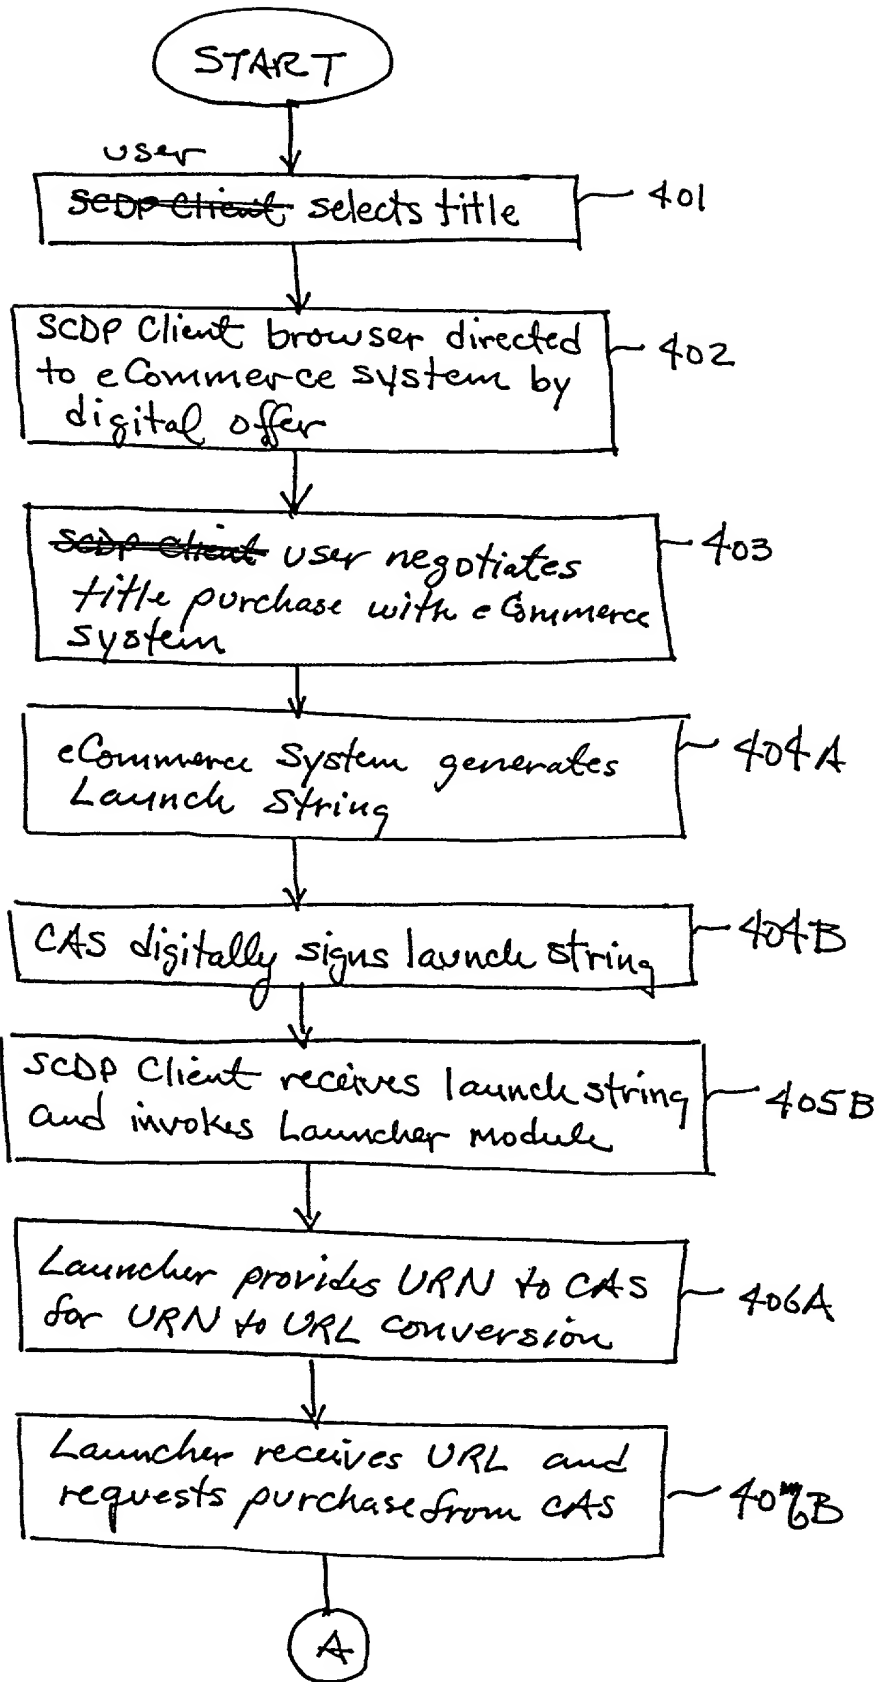 START
user
SCDP Client selects title
401
SCDP Client browser directed
to eCommerce system by
digital offer
402
SCDP Client user negotiates
title purchase with eCommerce
system
403
eCommerce System generates
Launch String
404A
CAS digitally signs launch string
404B
SCDP Client receives launch string
and invokes Launcher module
405B
Launcher provides URN to CAS
for URN to URL conversion
406A
Launcher receives URL and
requests purchase from CAS
406B
A